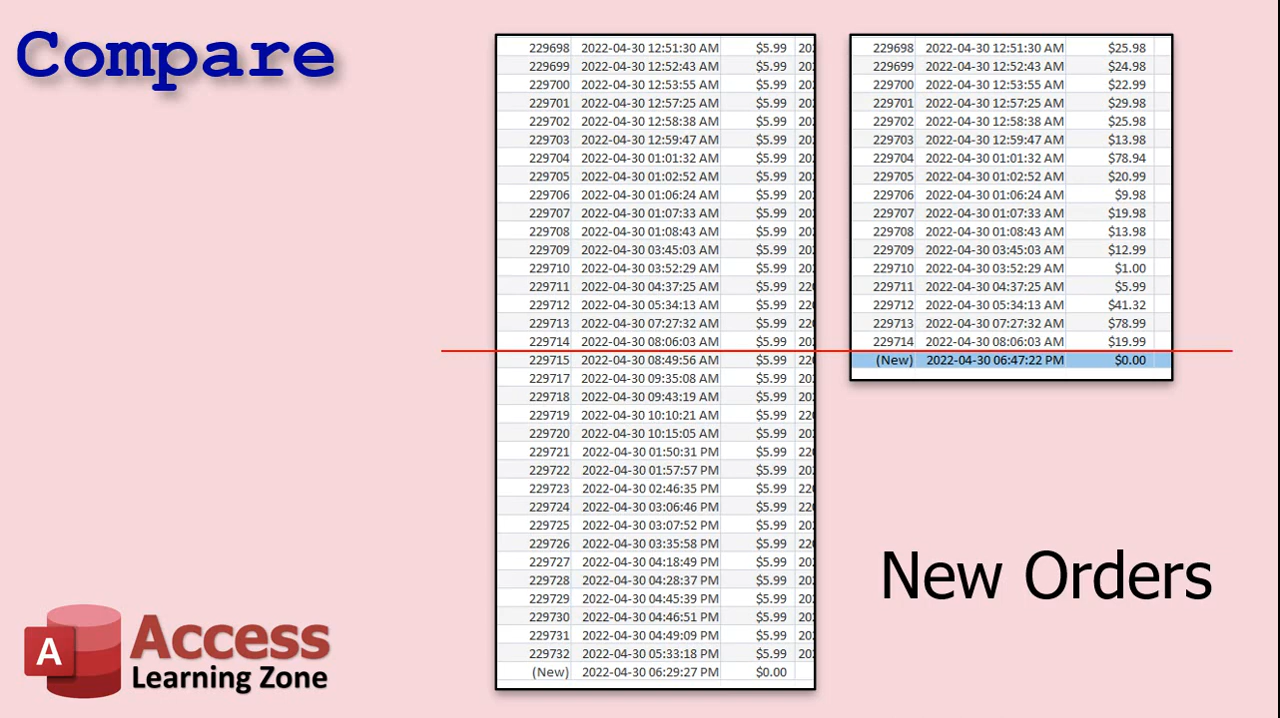 Compare
229698 2022-04-30 12:51:30 AM $5.99 202
229699 2022-04-30 12:52:43 AM $5.99
229700 2022-04-30 12:53:55 AM $5.99
229701 2022-04-30 12:57:25 AM $5.99
229702 2022-04-30 12:58:38 AM $5.99
229703 2022-04-30 12:59:47 AM $5.99
229704 2022-04-30 01:01:32 AM $5.99
229705 2022-04-30 01:02:52 AM $5.99
229706 2022-04-30 01:06:24 AM $5.99
229707 2022-04-30 01:07:33 AM $5.99
229708 2022-04-30 01:08:43 AM $5.99
229709 2022-04-30 03:45:03 AM $5.99
229710 2022-04-30 03:52:29 AM $5.99
229711 2022-04-30 04:37:25 AM $5.99
229712 2022-04-30 05:34:13 AM $5.99
229713 2022-04-30 07:27:32 AM $5.99
229714 2022-04-30 08:06:03 AM $5.99
229715 2022-04-30 08:49:56 AM $5.99
229717 2022-04-30 09:35:08 AM $5.99
229718 2022-04-30 09:43:19 AM $5.99
229719 2022-04-30 10:10:21 AM $5.99
229720 2022-04-30 10:15:05 AM $5.99
229721 2022-04-30 01:50:31 PM $5.99
229722 2022-04-30 01:57:57 PM $5.99
229723 2022-04-30 02:46:35 PM $5.99
229724 2022-04-30 03:06:46 PM $5.99
229725 2022-04-30 03:07:52 PM $5.99
229726 2022-04-30 03:35:58 PM $5.99
229727 2022-04-30 04:18:49 PM $5.99
229728 2022-04-30 04:28:37 PM $5.99
229729 2022-04-30 04:45:39 PM $5.99
229730 2022-04-30 04:46:51 PM $5.99
229731 2022-04-30 04:49:09 PM $5.99
229732 2022-04-30 05:33:18 PM $5.99
(New) 2022-04-30 06:29:27 PM $0.00
229698 2022-04-30 12:51:30 AM $25.98
229699 2022-04-30 12:52:43 AM $24.98
229700 2022-04-30 12:53:55 AM $22.99
229701 2022-04-30 12:57:25 AM $29.98
229702 2022-04-30 12:58:38 AM $25.98
229703 2022-04-30 12:59:47 AM $13.98
229704 2022-04-30 01:01:32 AM $78.94
229705 2022-04-30 01:02:52 AM $20.99
229706 2022-04-30 01:06:24 AM $9.98
229707 2022-04-30 01:07:33 AM $19.98
229708 2022-04-30 01:08:43 AM $13.98
229709 2022-04-30 03:45:03 AM $12.99
229710 2022-04-30 03:52:29 AM $1.00
229711 2022-04-30 04:37:25 AM $5.99
229712 2022-04-30 05:34:13 AM $41.32
229713 2022-04-30 07:27:32 AM $78.99
229714 2022-04-30 08:06:03 AM $19.99
(New) 2022-04-30 06:47:22 PM $0.00
New Orders
A
Access
Learning Zone